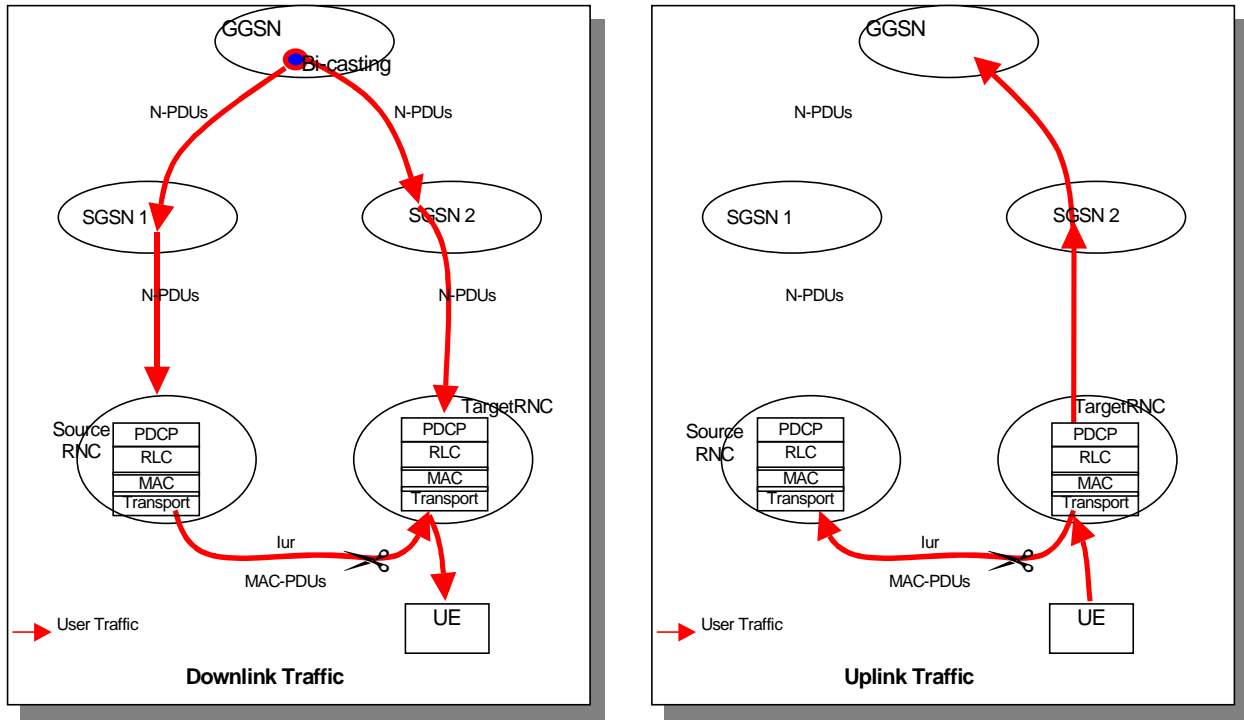 GGSN
Bi-casting
N-PDUs
N-PDUs
SGSN 1
SGSN 2
N-PDUs
N-PDUs
TargetRNC
Source
RNC
PDCP
RLC
MAC
Transport
PDCP
RLC
MAC
Transport
Iur
MAC-PDUs
UE
User Traffic
Downlink Traffic
GGSN
N-PDUs
SGSN 1
SGSN 2
N-PDUs
TargetRNC
Source
RNC
PDCP
RLC
MAC
Transport
PDCP
RLC
MAC
Transport
Iur
MAC-PDUs
UE
User Traffic
Uplink Traffic